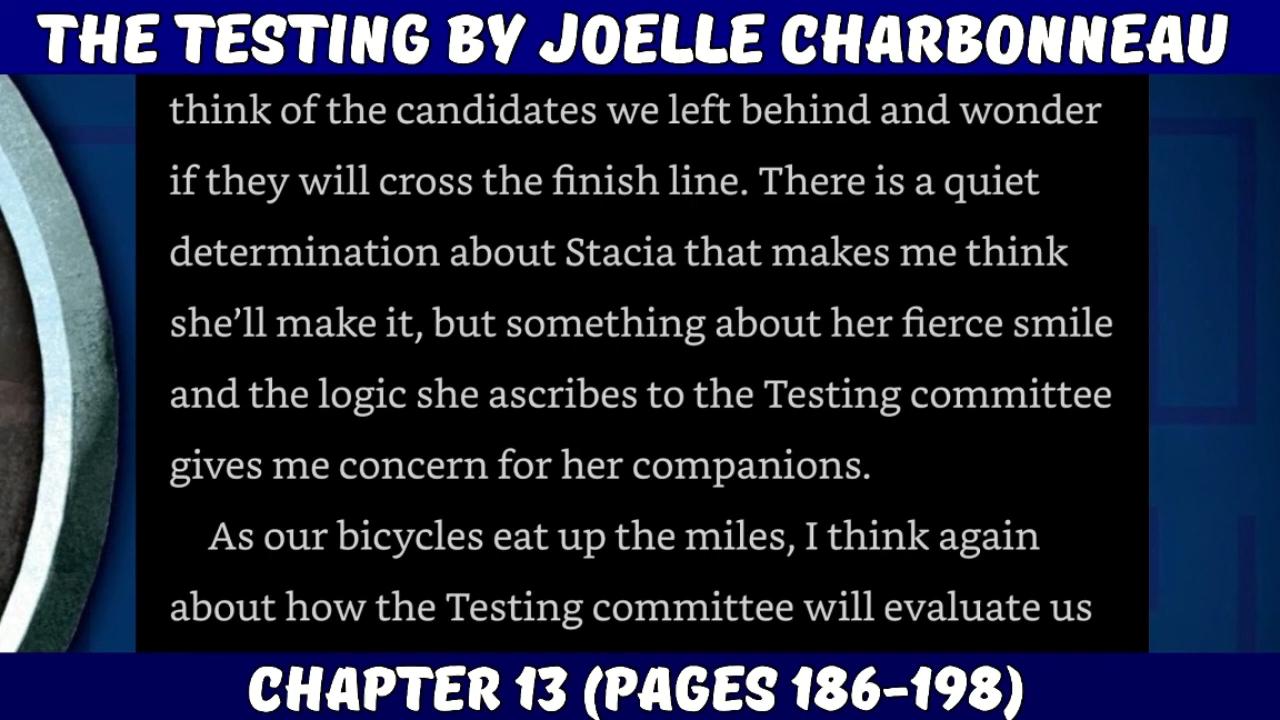 THE TESTING BY JOELLE CHARBONNEAU
think of the candidates we left behind and wonder
if they will cross the finish line. There is a quiet
determination about Stacia that makes me think
she’ll make it, but something about her fierce smile
and the logic she ascribes to the Testing committee
gives me concern for her companions.
As our bicycles eat up the miles, I think again
about how the Testing committee will evaluate us
CHAPTER 13 (PAGES 186-198)